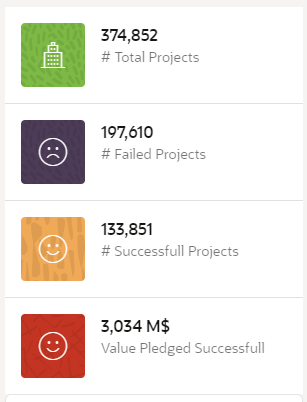 374,852
# Total Projects
197,610
# Failed Projects
133,851
# Successfull Projects
3,034 M$
Value Pledged Successfull